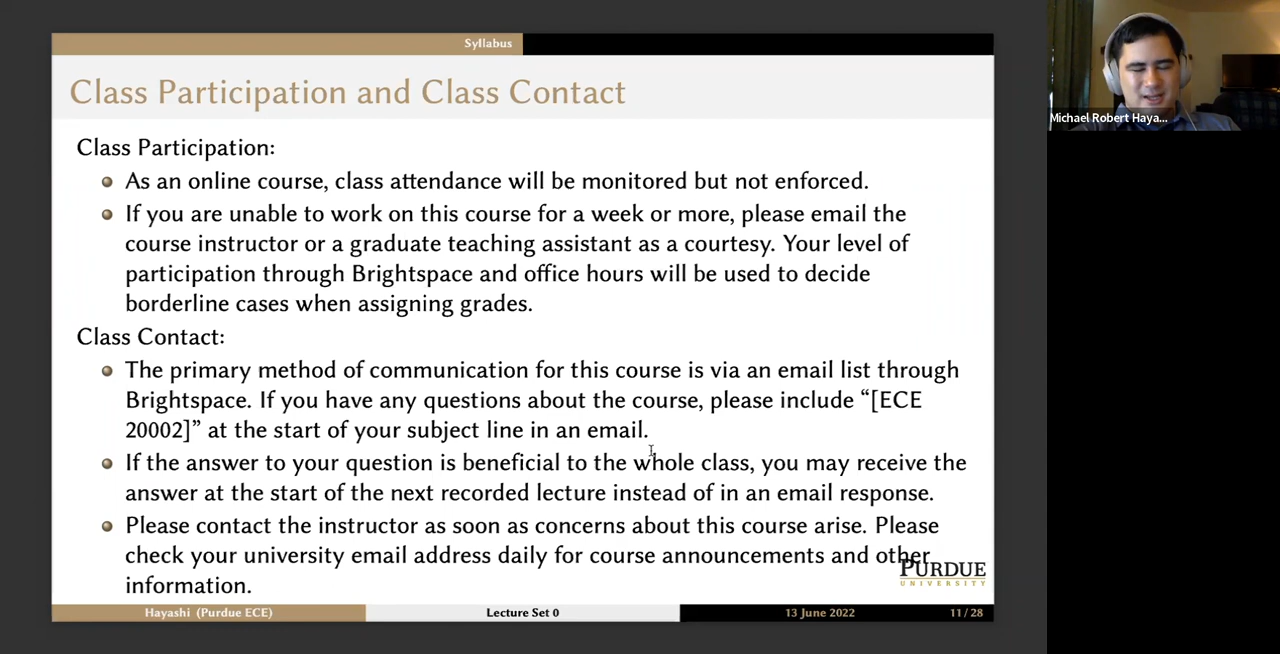 Syllabus
Class Participation and Class Contact
Class Participation:
As an online course, class attendance will be monitored but not enforced.
If you are unable to work on this course for a week or more, please email the
course instructor or a graduate teaching assistant as a courtesy. Your level of
participation through Brightspace and office hours will be used to decide
borderline cases when assigning grades.
Class Contact:
The primary method of communication for this course is via an email list through
Brightspace. If you have any questions about the course, please include “[ECE
20002]” at the start of your subject line in an email.
If the answer to your question is beneficial to the whole class, you may receive the
answer at the start of the next recorded lecture instead of in an email response.
Please contact the instructor as soon as concerns about this course arise. Please
check your university email address daily for course announcements and other
information.
PURDUE
UNIVERSITY
Hayashi (Purdue ECE)
Lecture Set 0
13 June 2022
11/28
Michael Robert Haya...